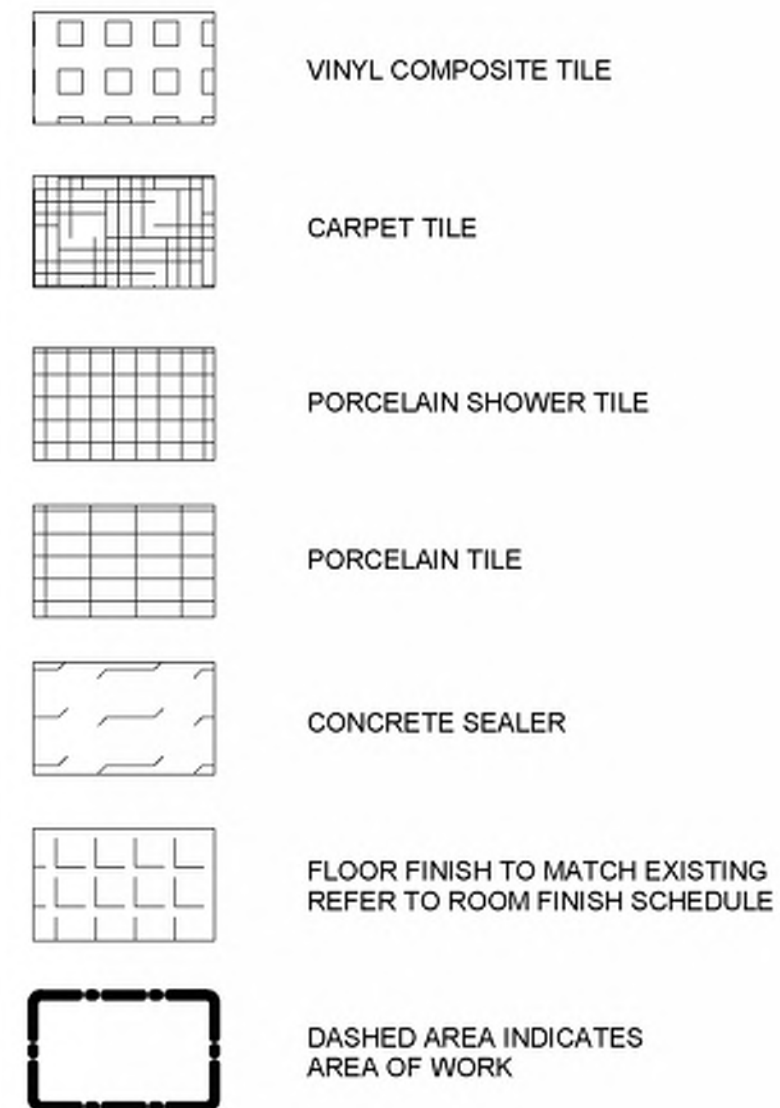 VINYL COMPOSITE TILE
CARPET TILE
PORCELAIN SHOWER TILE
PORCELAIN TILE
CONCRETE SEALER
FLOOR FINISH TO MATCH EXISTING
REFER TO ROOM FINISH SCHEDULE
DASHED AREA INDICATES
AREA OF WORK